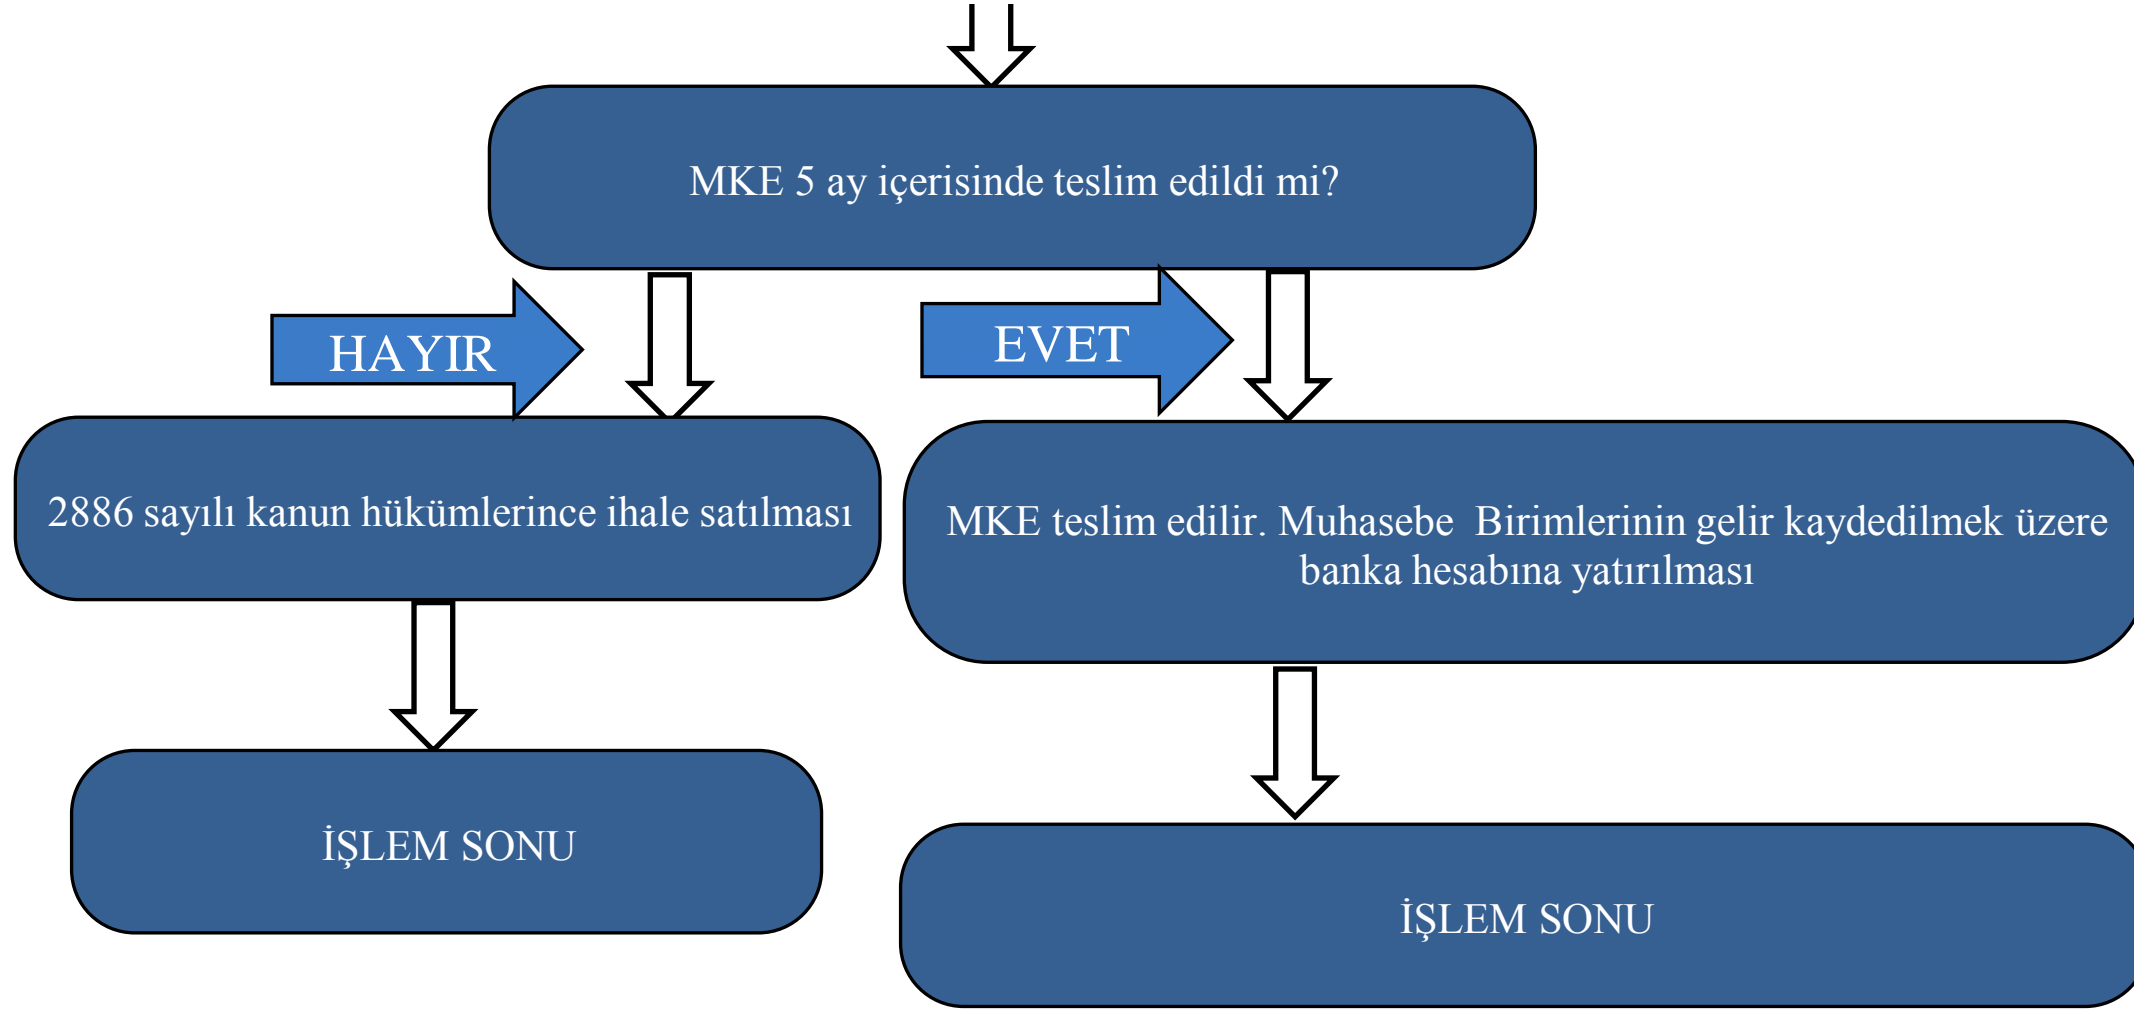 MKE 5 ay içerisinde teslim edildi mi?
HAYIR
EVET
2886 sayılı kanun hükümlerince ihale satılması
MKE teslim edilir. Muhasebe  Birimlerinin gelir kaydedilmek üzere
banka hesabına yatırılması
İŞLEM SONU
İŞLEM SONU